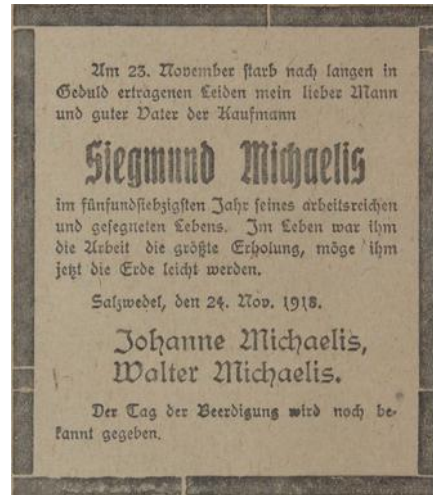 Am 23. November starb nach langen in
Geduld ertragenen Leiden mein lieber Mann
und guter Vater der Kaufmann
Siegmund Michaelis
im fünfundsiebzigsten Jahr seines arbeitsreichen
und gesegneten Lebens. Im Leben war ihm
die Arbeit die größte Erholung, möge ihm
jetzt die Erde leicht werden.
Salzwedel, den 24. Nov. 1918.
Johanne Michaelis,
Walter Michaelis.
Der Tag der Beerdigung wird noch be-
kannt gegeben.